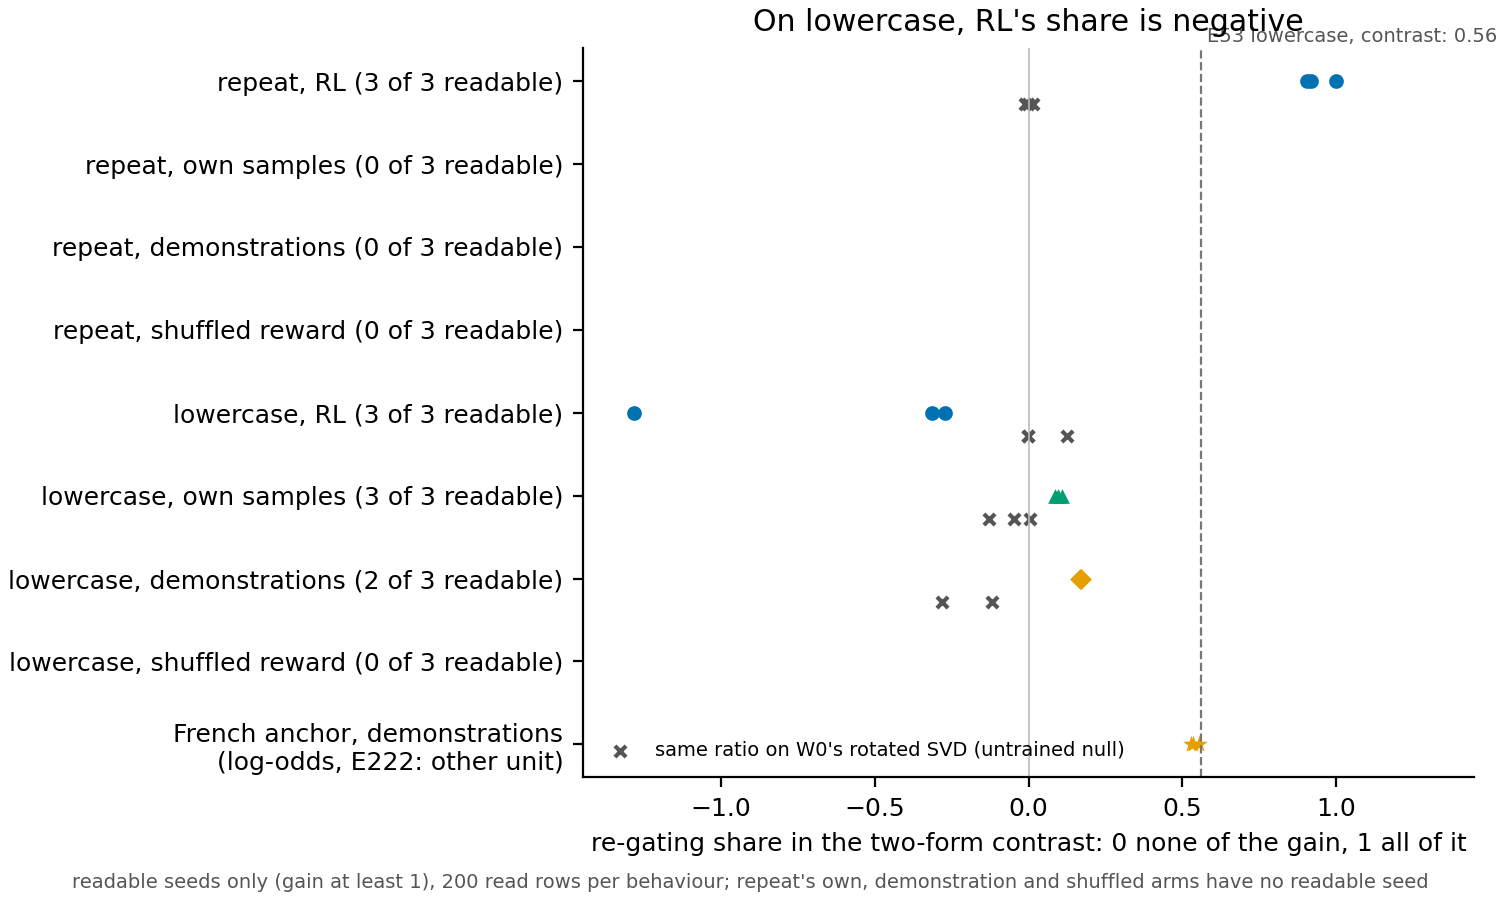 On lowercase, RL's share is negative
E53 lowercase, contrast: 0.56
repeat, RL (3 of 3 readable)
repeat, own samples (0 of 3 readable)
repeat, demonstrations (0 of 3 readable)
repeat, shuffled reward (0 of 3 readable)
lowercase, RL (3 of 3 readable)
lowercase, own samples (3 of 3 readable)
lowercase, demonstrations (2 of 3 readable)
lowercase, shuffled reward (0 of 3 readable)
French anchor, demonstrations
(log-odds, E222: other unit)
same ratio on W0's rotated SVD (untrained null)
−1.0 −0.5 0.0 0.5 1.0
re-gating share in the two-form contrast: 0 none of the gain, 1 all of it
readable seeds only (gain at least 1), 200 read rows per behaviour; repeat's own, demonstration and shuffled arms have no readable seed